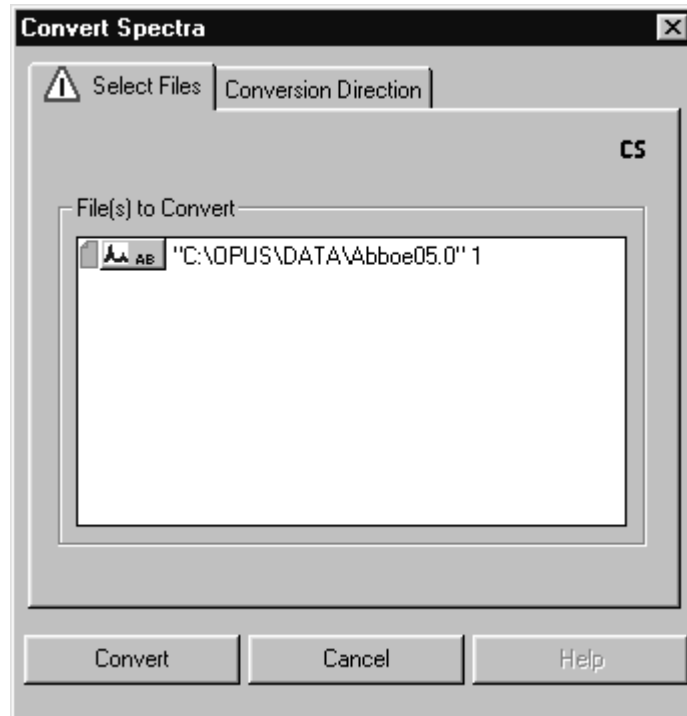 Convert Spectra
Select Files
Conversion Direction
CS
File(s) to Convert
AB "C:\OPUS\DATA\Abboe05.0" 1
Convert
Cancel
Help